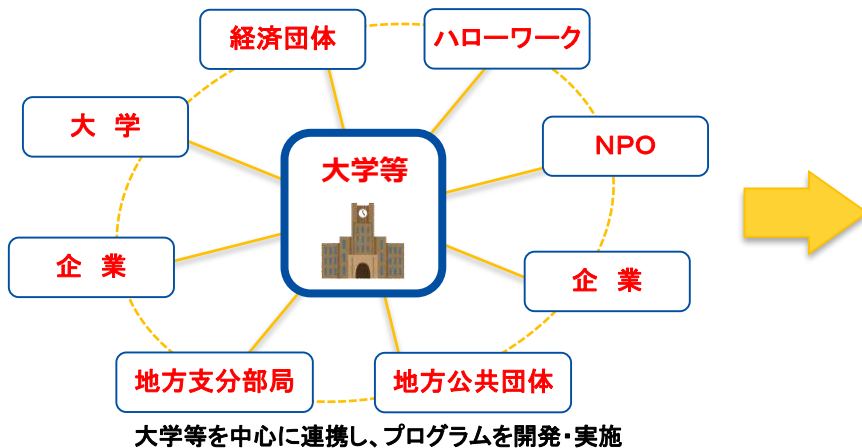 経済団体
ハローワーク
大 学
NPO
大学等
企 業
企 業
地方支分部局
地方公共団体
大学等を中心に連携し、プログラムを開発・実施